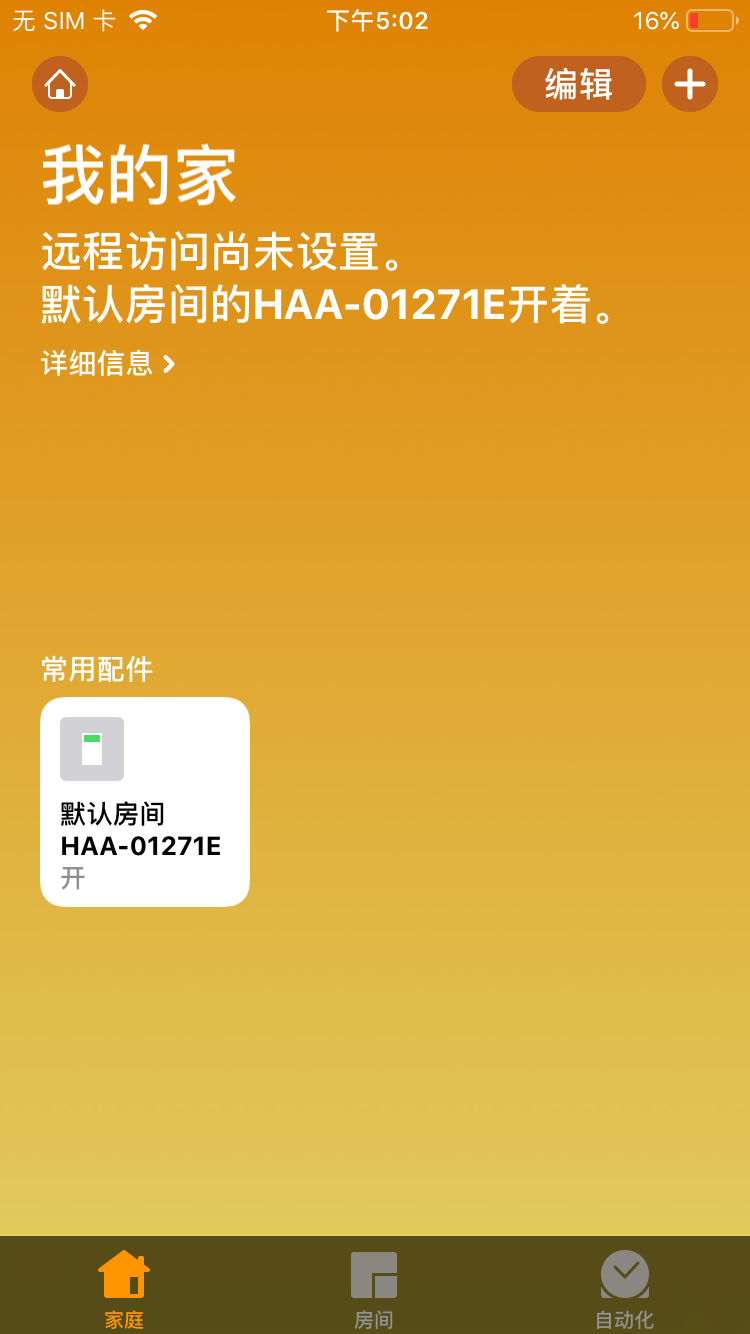 无 SIM 卡 下午5:02 16%
编辑
我的家
远程访问尚未设置。
默认房间的HAA-01271E开着。
详细信息
常用配件
默认房间
HAA-01271E
开
家庭 房间 自动化